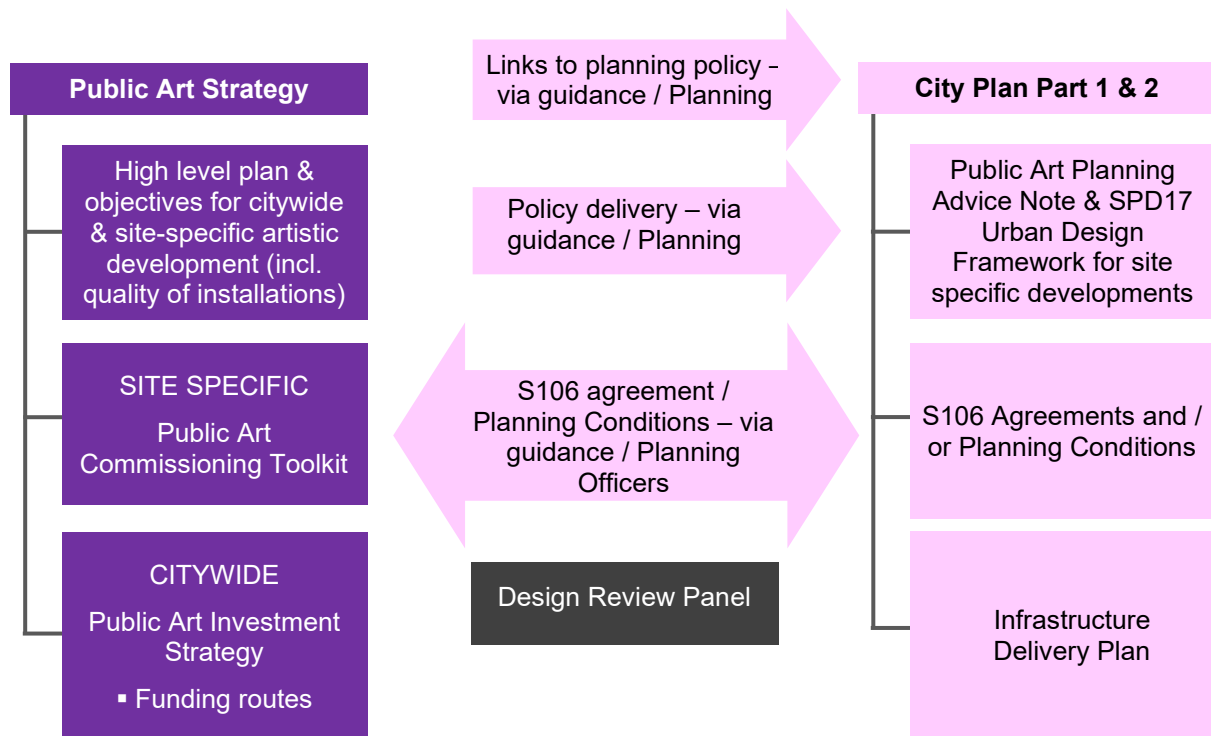 Public Art Strategy
High level plan &
objectives for citywide
& site-specific artistic
development (incl.
quality of installations)
SITE SPECIFIC
Public Art
Commissioning Toolkit
CITYWIDE
Public Art Investment
Strategy
▪ Funding routes
Links to planning policy –
via guidance / Planning
Policy delivery – via
guidance / Planning
S106 agreement /
Planning Conditions – via
guidance / Planning
Officers
Design Review Panel
City Plan Part 1 & 2
Public Art Planning
Advice Note & SPD17
Urban Design
Framework for site
specific developments
S106 Agreements and /
or Planning Conditions
Infrastructure
Delivery Plan